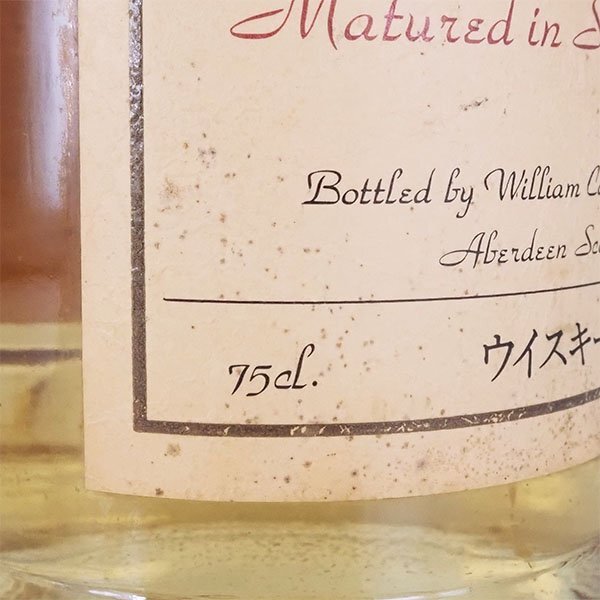 Matured in
Bottled by William
Aberdeen
75cl. ウイスキー